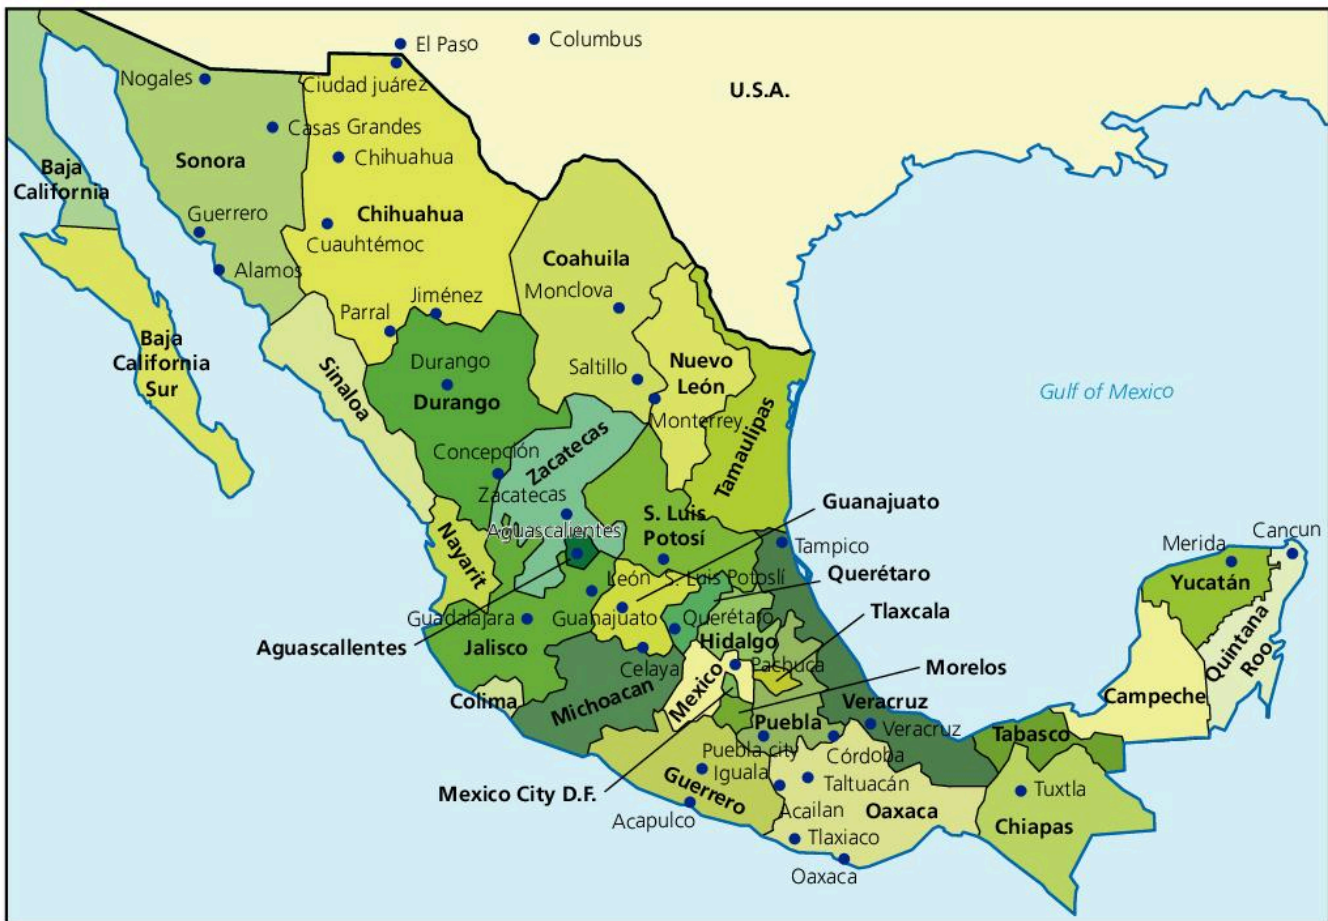 El Paso
Columbus
Nogales
Ciudad juárez
U.S.A.
Casas Grandes
Sonora
Chihuahua
Baja
California
Guerrero
Chihuahua
Cuauhtémoc
Coahuila
Alamos
Monclova
Jiménez
Parral
Baja
California
Sur
Sinaloa
Durango
Durango
Saltillo
Nuevo
León
Gulf of Mexico
Monterrey
Tamaulipas
Concepción
Zacatecas
Zacatecas
Aguascalientes
S. Luis
Potosí
Guanajuato
Nayarit
Tampico
Merida
Cancun
León
S. Luis Potoslí
Querétaro
Yucatán
Guadalajara
Guanajuato
Querétaro
Tlaxcala
Quintana
Roo
Aguascallentes
Jalisco
Hidalgo
Celaya
Pachuca
Morelos
Colima
Michoacan
Mexico
Veracruz
Campeche
Puebla
Veracruz
Tabasco
Puebla city
Córdoba
Mexico City D.F.
Guerrero
Iguala
Taltuacán
Tuxtla
Acapulco
Acailan
Oaxaca
Chiapas
Tlaxiaco
Oaxaca